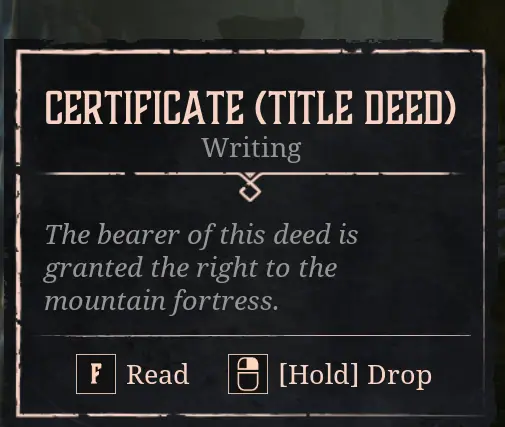 CERTIFICATE (TITLE DEED)
Writing
The bearer of this deed is
granted the right to the
mountain fortress.
F Read [Hold] Drop